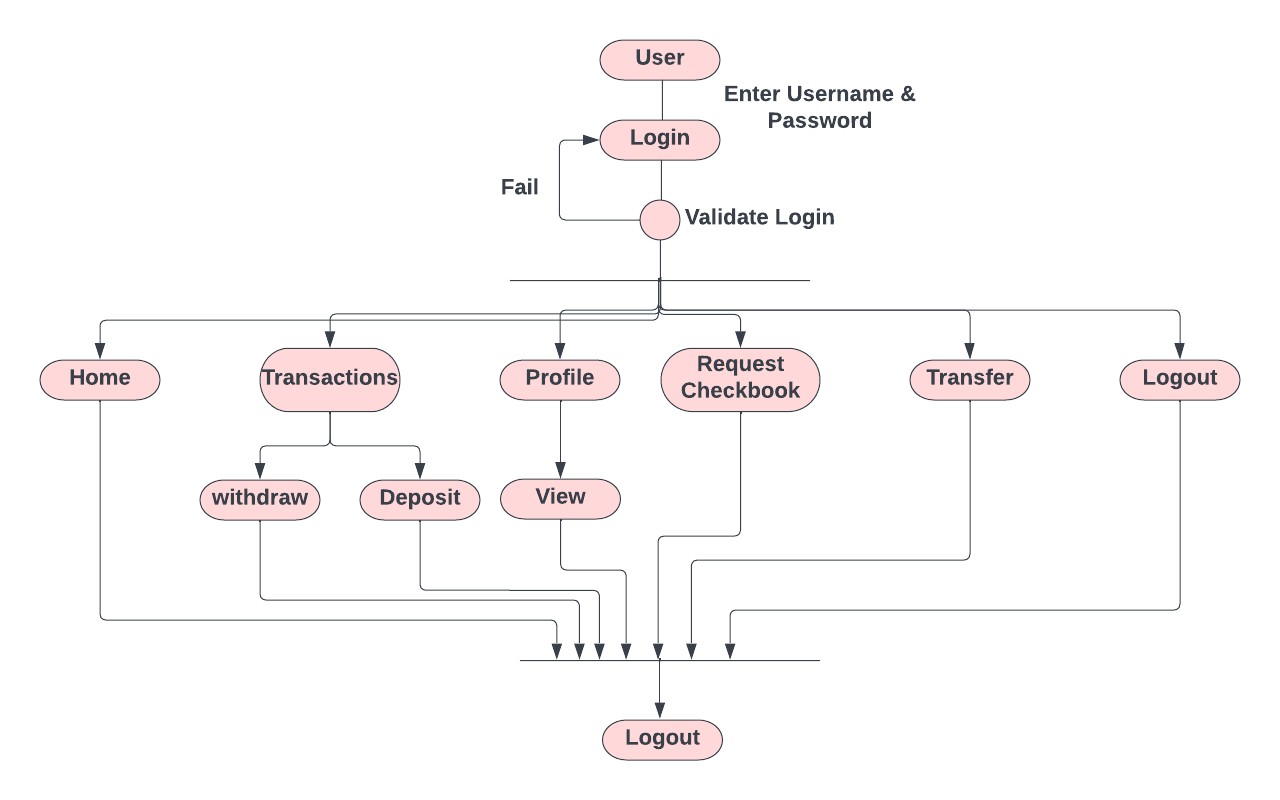 User
Enter Username &
Password
Login
Fail
Validate Login
Home
Transactions
Profile
Request
Checkbook
Transfer
Logout
withdraw
Deposit
View
Logout